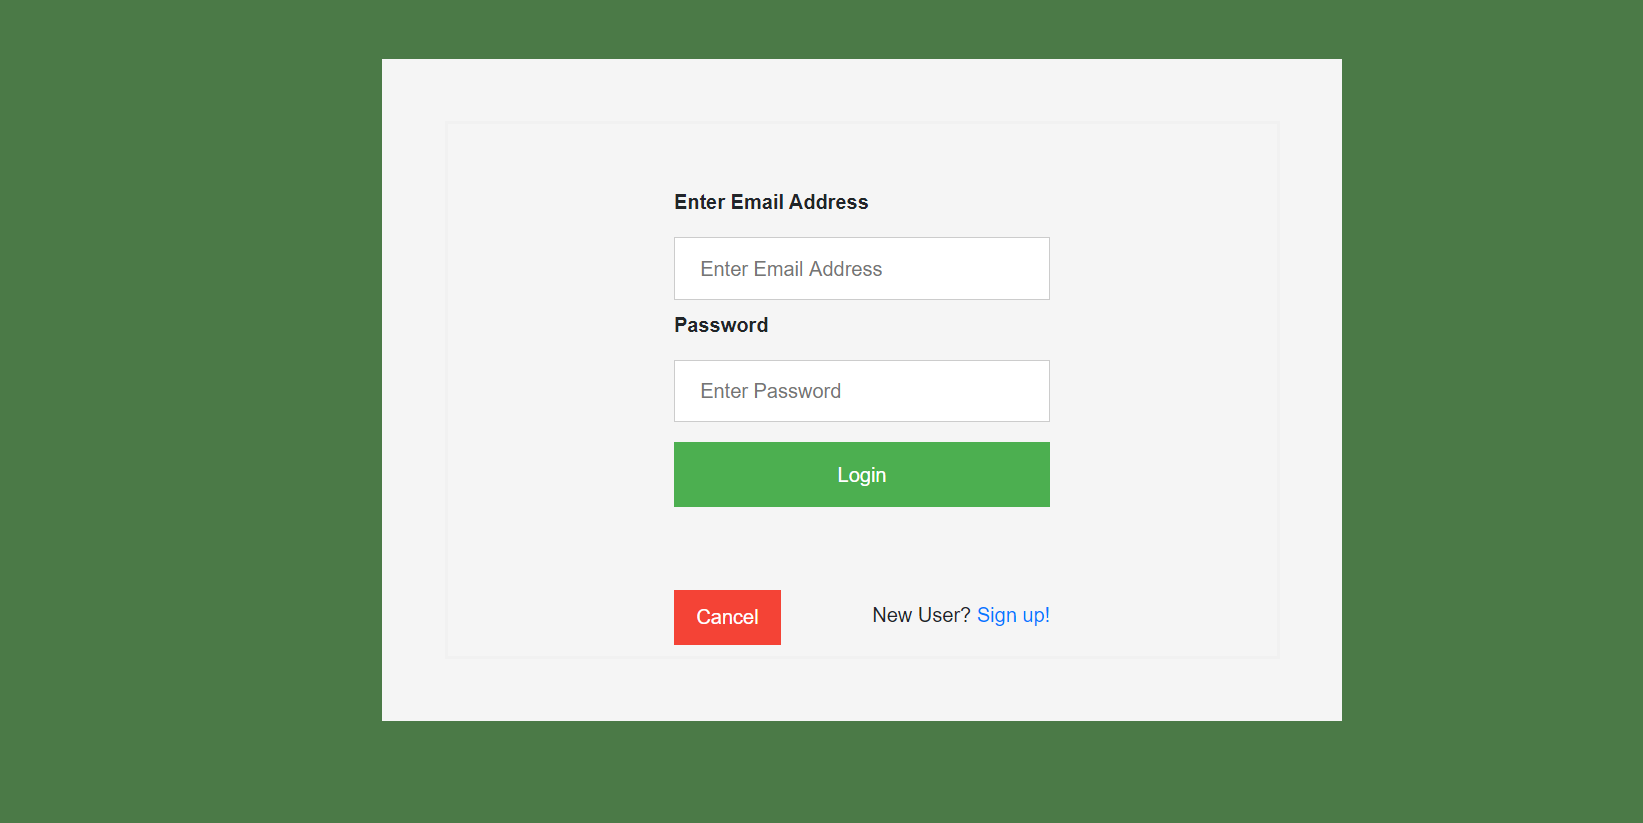 Enter Email Address
Enter Email Address
Password
Enter Password
Login
Cancel
New User? Sign up!